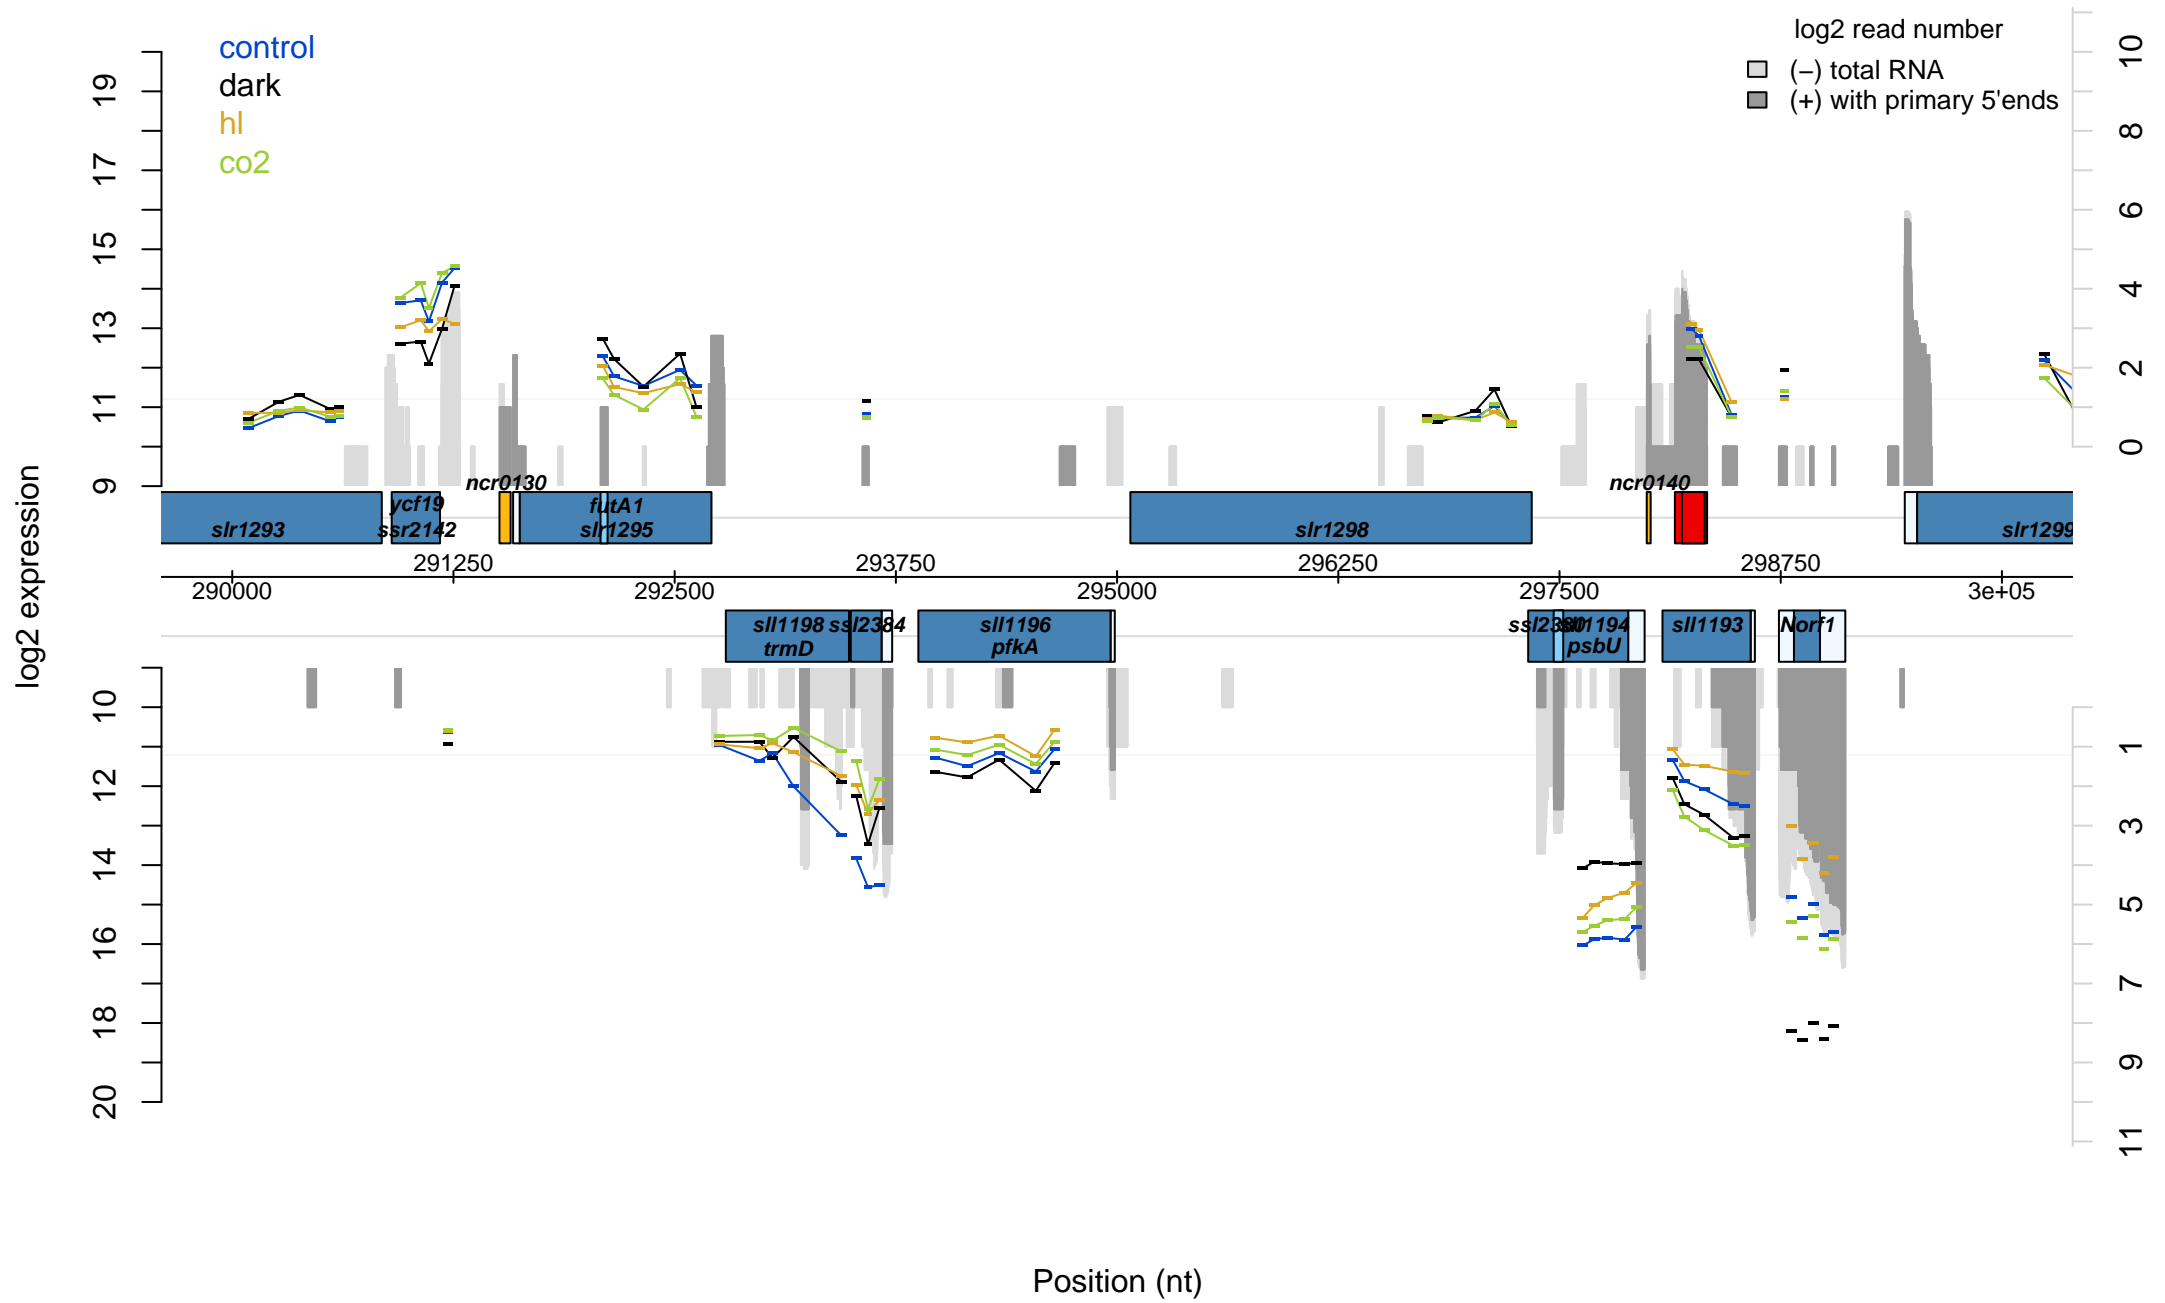 control
dark
hl
co2
log2 read number
(−) total RNA
(+) with primary 5'ends
19
17
15
13
11
9
10
8
6
4
2
0
log2 expression
ncr0130
ncr0140
ycf19
futA1
slr1293
ssr2142
slr1295
slr1298
slr1299
291250
293750
296250
298750
290000
292500
295000
297500
3e+05
sll1198
ssl2384
sll1196
ssl2380
sll1194
sll1193
Norf1
trmD
pfkA
psbU
10
12
14
16
18
20
1
3
5
7
9
11
Position (nt)